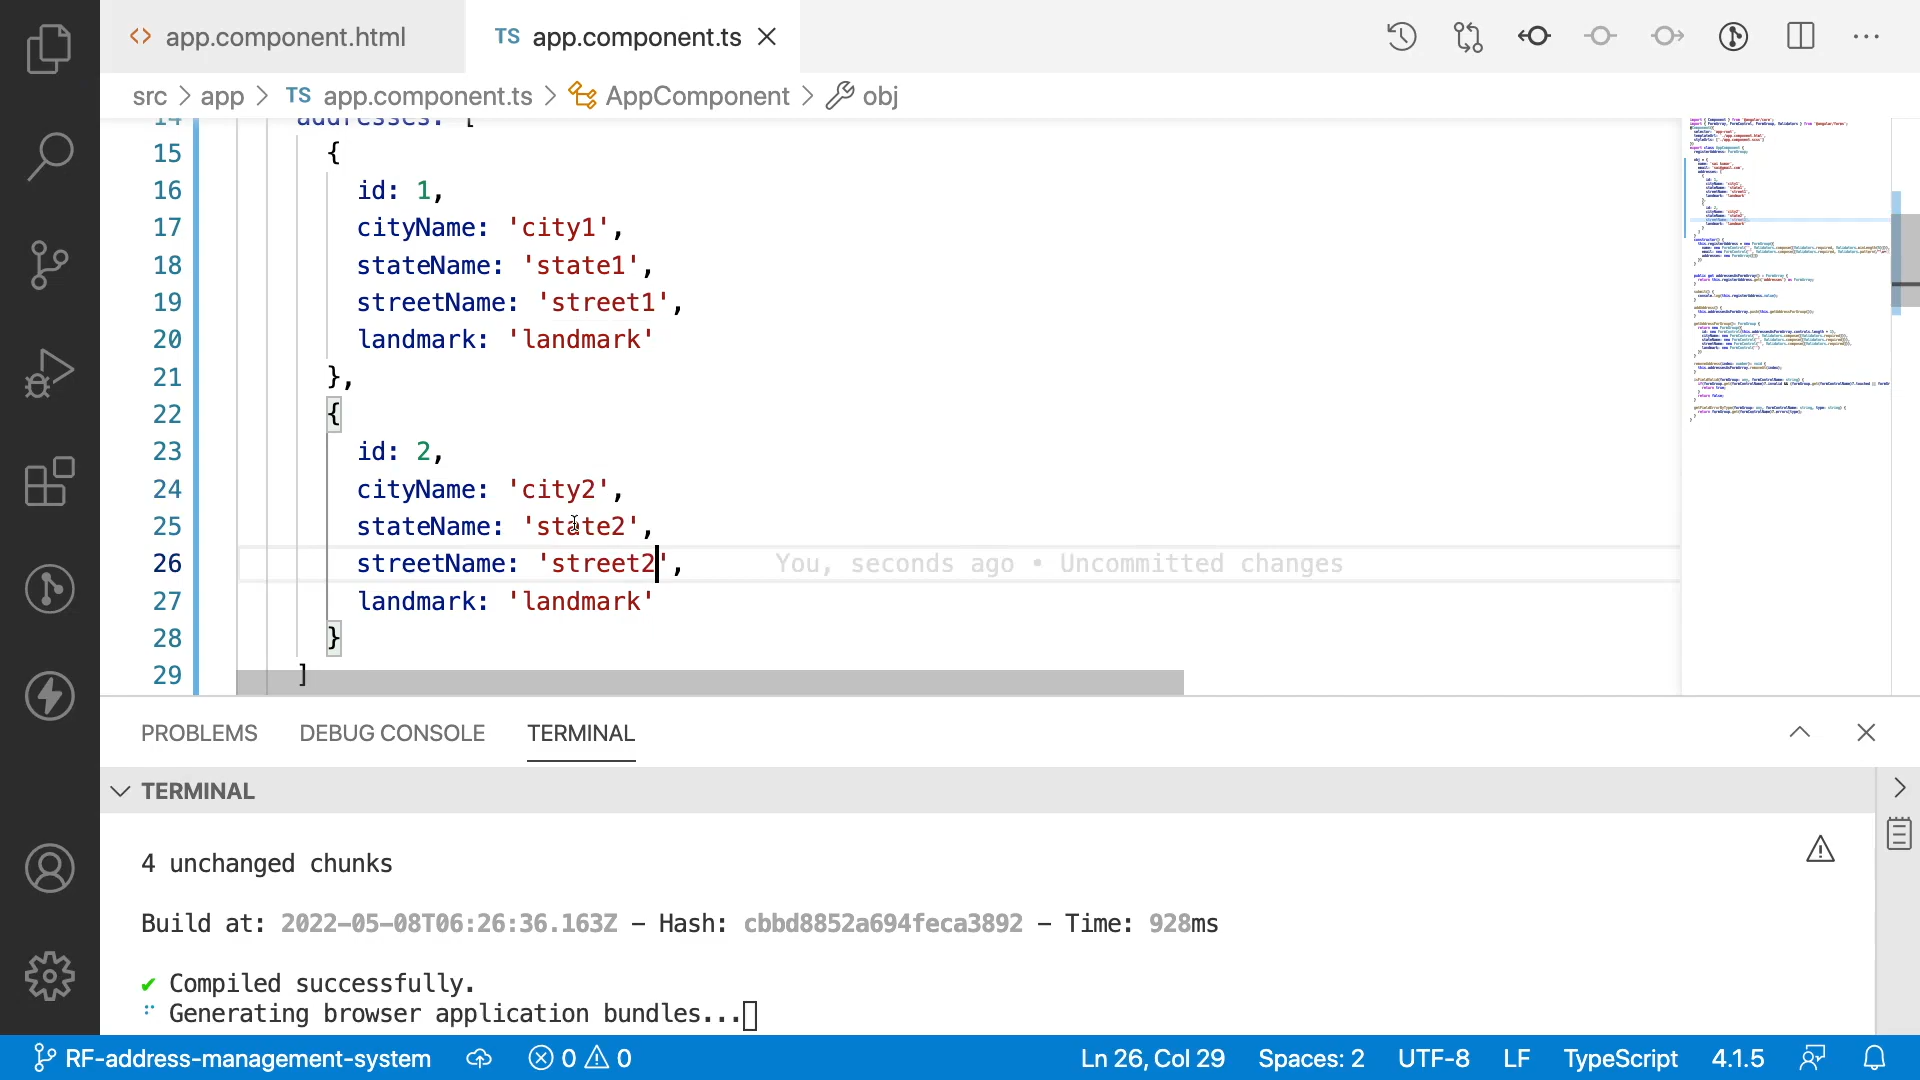 <> app.component.html
TS app.component.ts
src > app > TS app.component.ts > AppComponent > obj
14 addresses: [
15 {
16 id: 1,
17 cityName: 'city1',
18 stateName: 'state1',
19 streetName: 'street1',
20 landmark: 'landmark'
21 },
22 {
23 id: 2,
24 cityName: 'city2',
25 stateName: 'state2',
26 streetName: 'street2', You, seconds ago • Uncommitted changes
27 landmark: 'landmark'
28 }
29 ]
PROBLEMS DEBUG CONSOLE TERMINAL
TERMINAL
4 unchanged chunks
Build at: 2022-05-08T06:26:36.163Z - Hash: cbbd8852a694feca3892 - Time: 928ms
✔ Compiled successfully.
Generating browser application bundles...
RF-address-management-system 0 0 Ln 26, Col 29 Spaces: 2 UTF-8 LF TypeScript 4.1.5